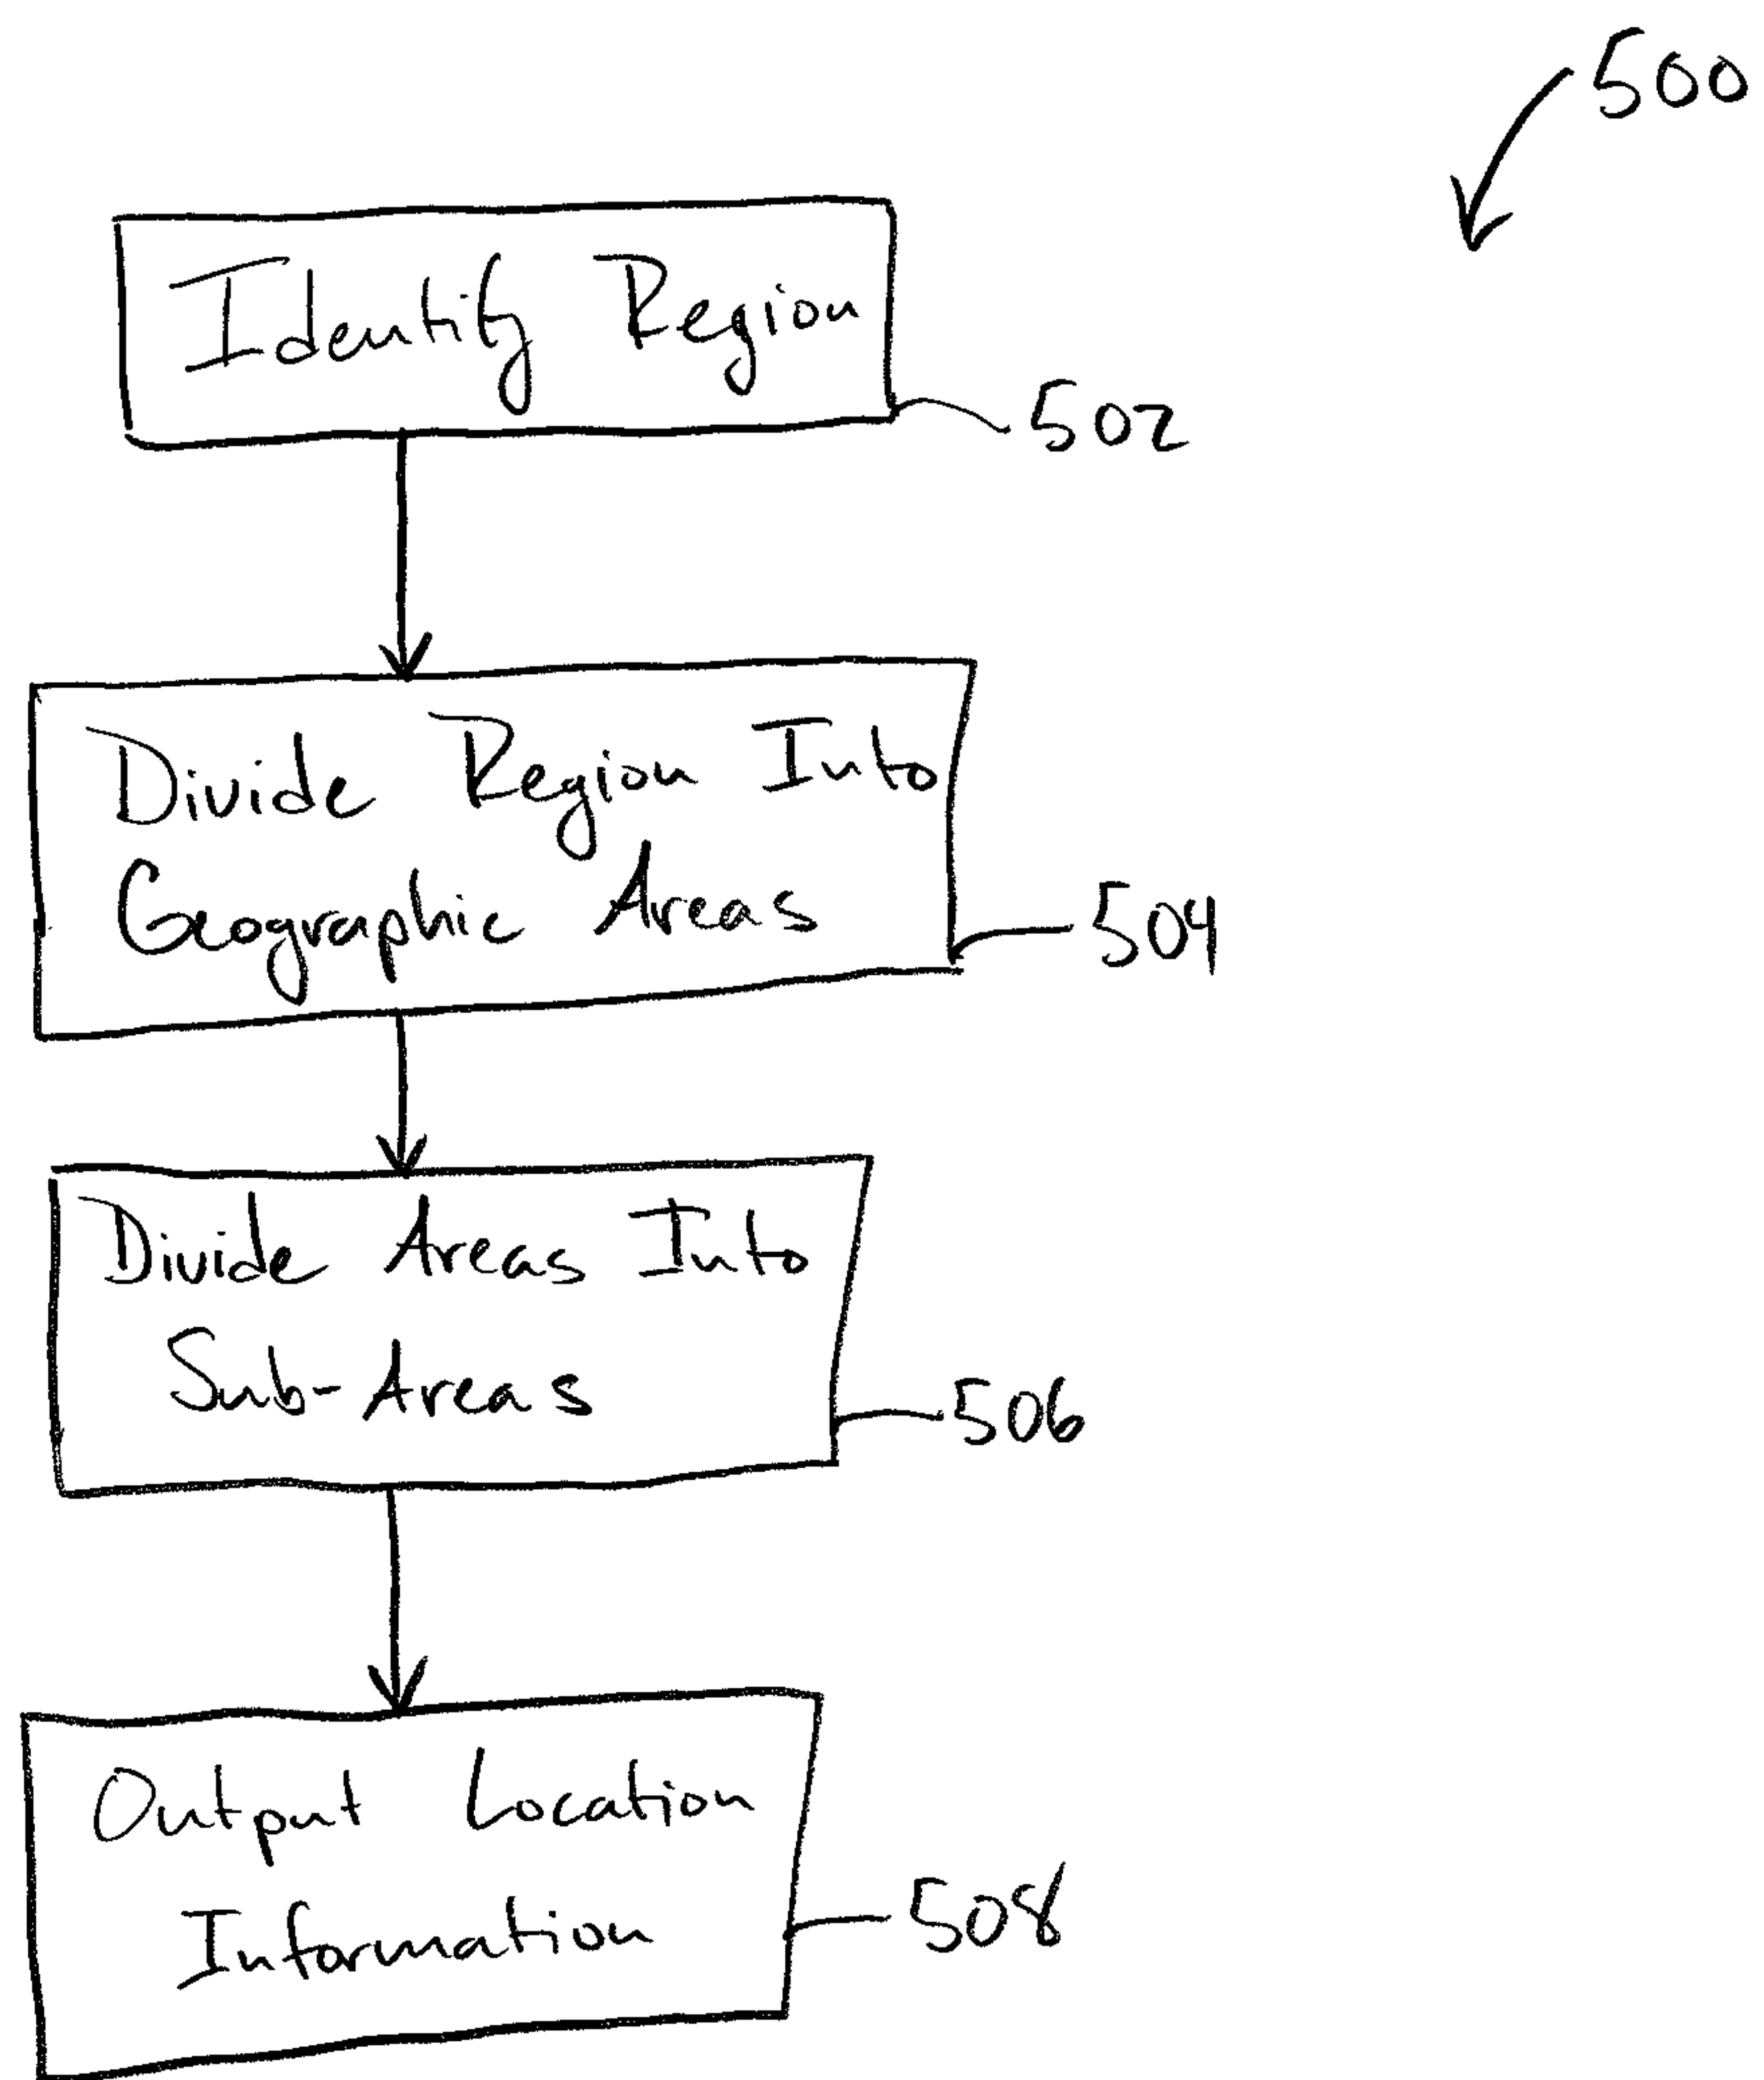 500
Identify Region
502
Divide Region Into
Geographic Areas
504
Divide Areas Into
Sub-Areas
506
Output Location
Information
508